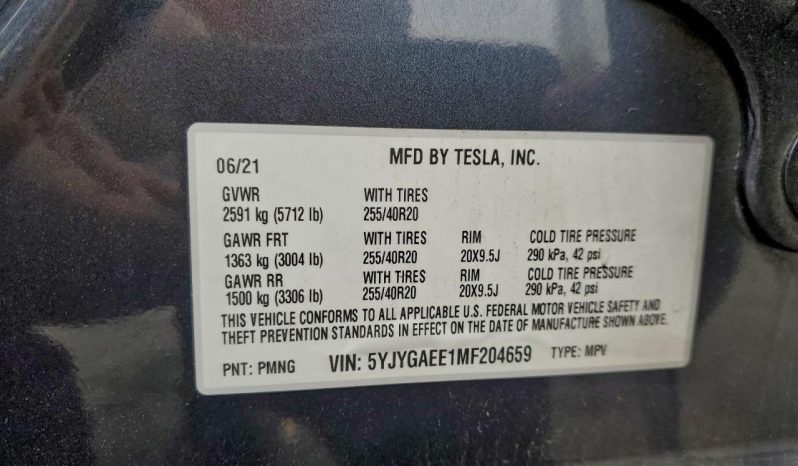 06/21 MFD BY TESLA, INC.
GVWR WITH TIRES
2591 kg (5712 lb) 255/40R20
GAWR FRT WITH TIRES RIM COLD TIRE PRESSURE
1363 kg (3004 lb) 255/40R20 20X9.5J 290 kPa, 42 psi
GAWR RR WITH TIRES RIM COLD TIRE PRESSURE
1500 kg (3306 lb) 255/40R20 20X9.5J 290 kPa, 42 psi
THIS VEHICLE CONFORMS TO ALL APPLICABLE U.S. FEDERAL MOTOR VEHICLE SAFETY AND
THEFT PREVENTION STANDARDS IN EFFECT ON THE DATE OF MANUFACTURE SHOWN ABOVE.
PNT: PMNG VIN: 5YJYGAEE1MF204659 TYPE: MPV